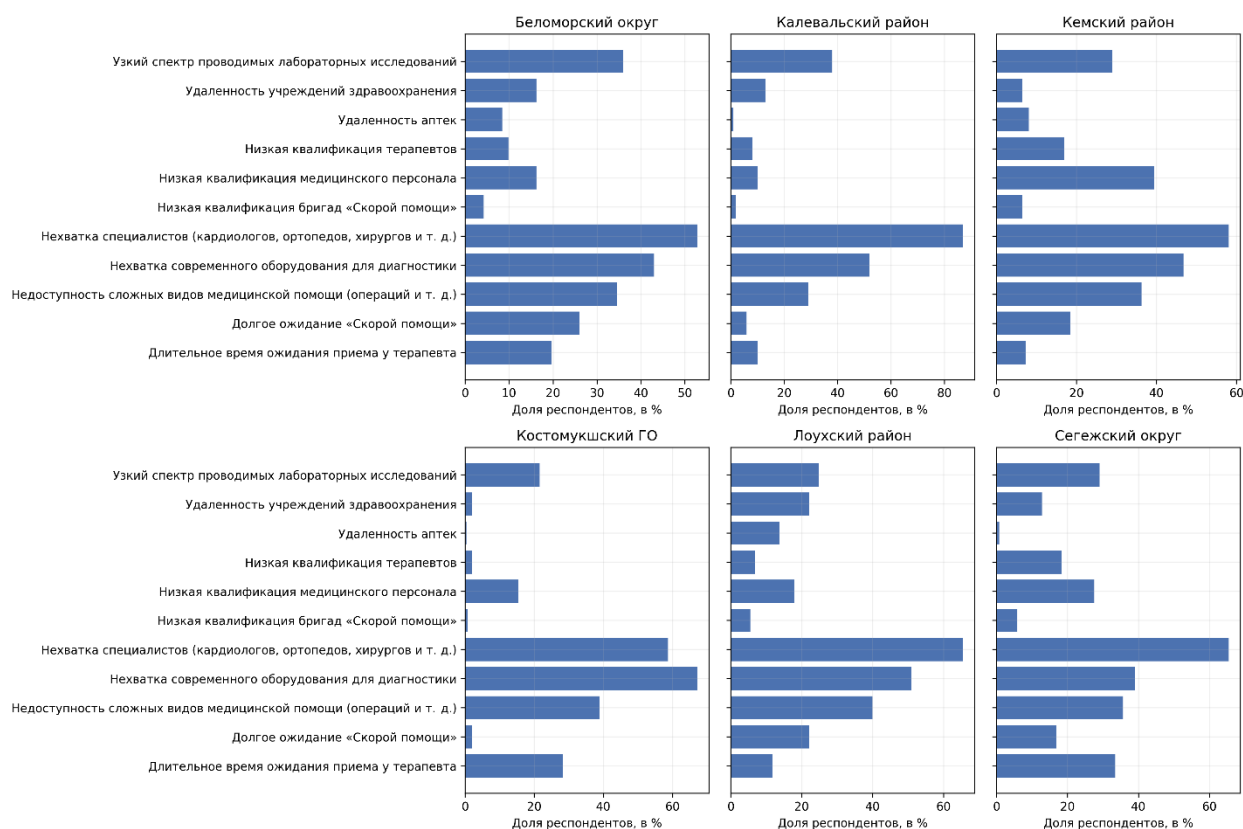 Беломорский округ
Калевальский район
Кемский район
Узкий спектр проводимых лабораторных исследований
Удаленность учреждений здравоохранения
Удаленность аптек
Низкая квалификация терапевтов
Низкая квалификация медицинского персонала
Низкая квалификация бригад «Скорой помощи»
Нехватка специалистов (кардиологов, ортопедов, хирургов и т. д.)
Нехватка современного оборудования для диагностики
Недоступность сложных видов медицинской помощи (операций и т. д.)
Долгое ожидание «Скорой помощи»
Длительное время ожидания приема у терапевта
0 10 20 30 40 50
0 20 40 60 80
0 20 40 60
Доля респондентов, в %
Доля респондентов, в %
Доля респондентов, в %
Костомукшский ГО
Лоухский район
Сегежский округ
Узкий спектр проводимых лабораторных исследований
Удаленность учреждений здравоохранения
Удаленность аптек
Низкая квалификация терапевтов
Низкая квалификация медицинского персонала
Низкая квалификация бригад «Скорой помощи»
Нехватка специалистов (кардиологов, ортопедов, хирургов и т. д.)
Нехватка современного оборудования для диагностики
Недоступность сложных видов медицинской помощи (операций и т. д.)
Долгое ожидание «Скорой помощи»
Длительное время ожидания приема у терапевта
0 20 40 60
0 20 40 60
0 20 40 60
Доля респондентов, в %
Доля респондентов, в %
Доля респондентов, в %